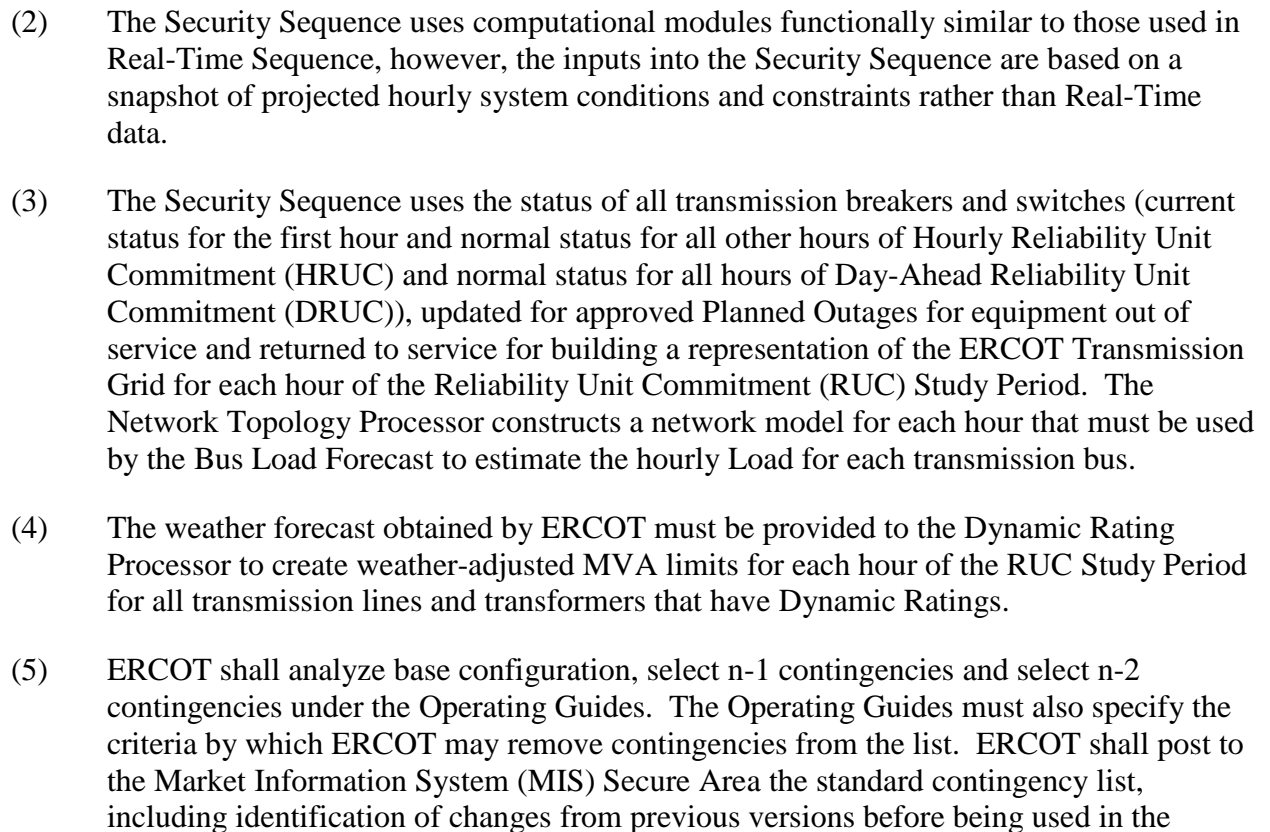 (2) The Security Sequence uses computational modules functionally similar to those used in
Real-Time Sequence, however, the inputs into the Security Sequence are based on a
snapshot of projected hourly system conditions and constraints rather than Real-Time
data.
(3) The Security Sequence uses the status of all transmission breakers and switches (current
status for the first hour and normal status for all other hours of Hourly Reliability Unit
Commitment (HRUC) and normal status for all hours of Day-Ahead Reliability Unit
Commitment (DRUC)), updated for approved Planned Outages for equipment out of
service and returned to service for building a representation of the ERCOT Transmission
Grid for each hour of the Reliability Unit Commitment (RUC) Study Period. The
Network Topology Processor constructs a network model for each hour that must be used
by the Bus Load Forecast to estimate the hourly Load for each transmission bus.
(4) The weather forecast obtained by ERCOT must be provided to the Dynamic Rating
Processor to create weather-adjusted MVA limits for each hour of the RUC Study Period
for all transmission lines and transformers that have Dynamic Ratings.
(5) ERCOT shall analyze base configuration, select n-1 contingencies and select n-2
contingencies under the Operating Guides. The Operating Guides must also specify the
criteria by which ERCOT may remove contingencies from the list. ERCOT shall post to
the Market Information System (MIS) Secure Area the standard contingency list,
including identification of changes from previous versions before being used in the